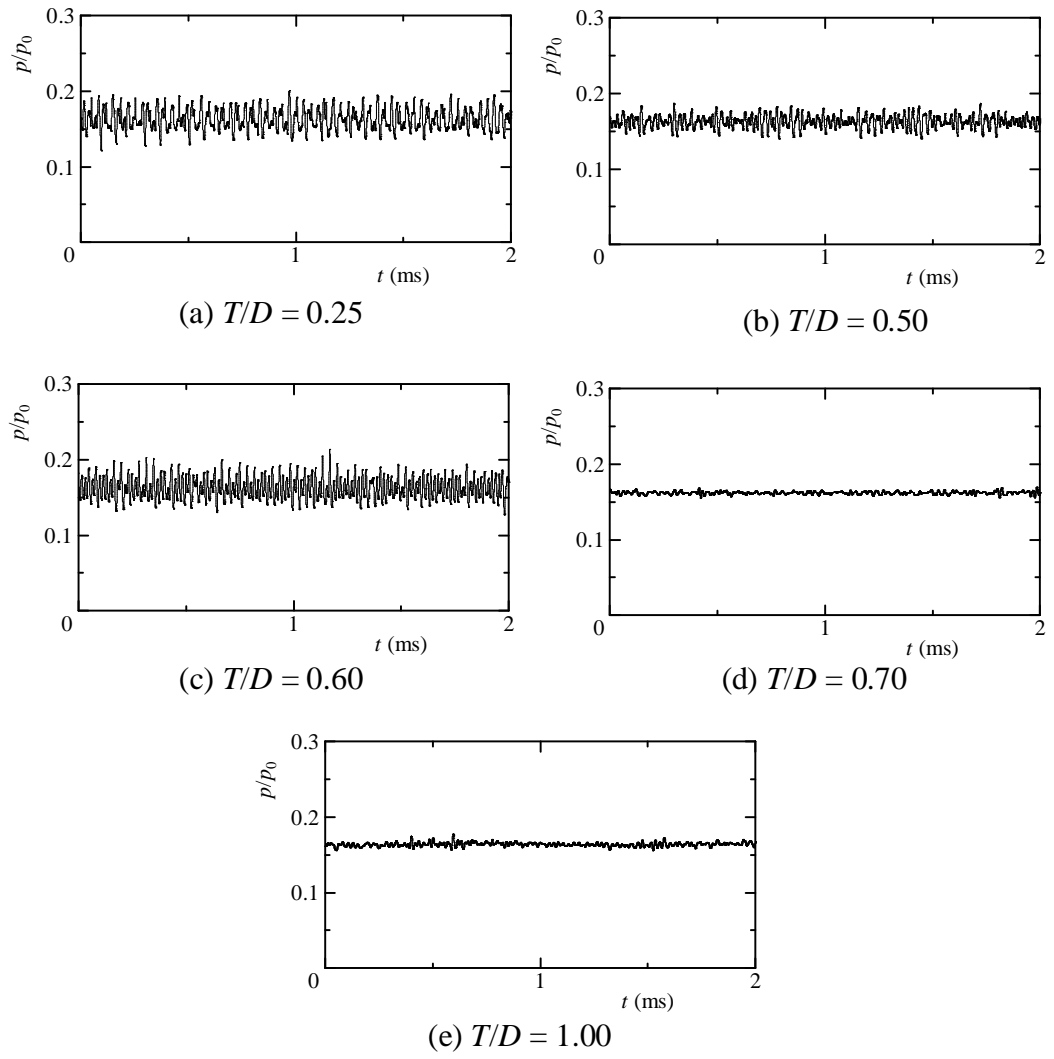 0.3
p/p0
0.2
0.1
0
1
2
t (ms)
(a) T/D = 0.25
0.3
p/p0
0.2
0.1
0
1
2
t (ms)
(b) T/D = 0.50
0.3
p/p0
0.2
0.1
0
1
2
t (ms)
(c) T/D = 0.60
0.3
p/p0
0.2
0.1
0
1
2
t (ms)
(d) T/D = 0.70
0.3
p/p0
0.2
0.1
0
1
2
t (ms)
(e) T/D = 1.00